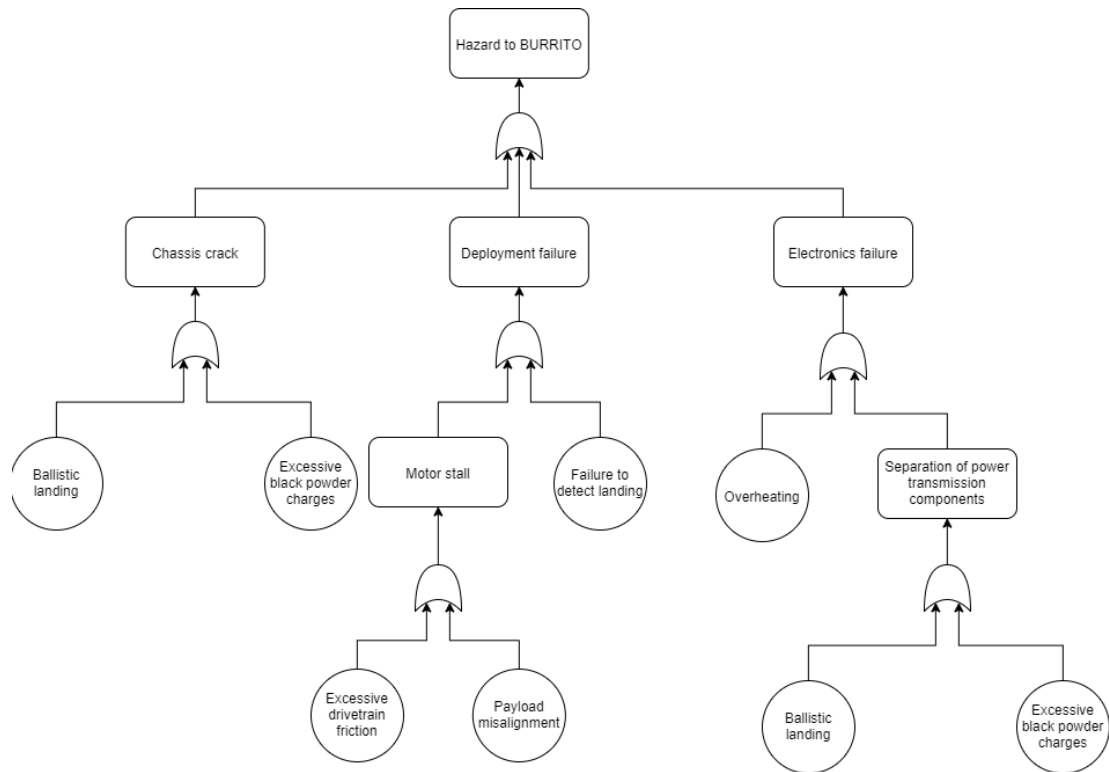 Hazard to BURRITO
Chassis crack
Deployment failure
Electronics failure
Ballistic
landing
Excessive
black powder
charges
Motor stall
Failure to
detect landing
Overheating
Separation of power
transmission
components
Excessive
drivetrain
friction
Payload
misalignment
Ballistic
landing
Excessive
black powder
charges